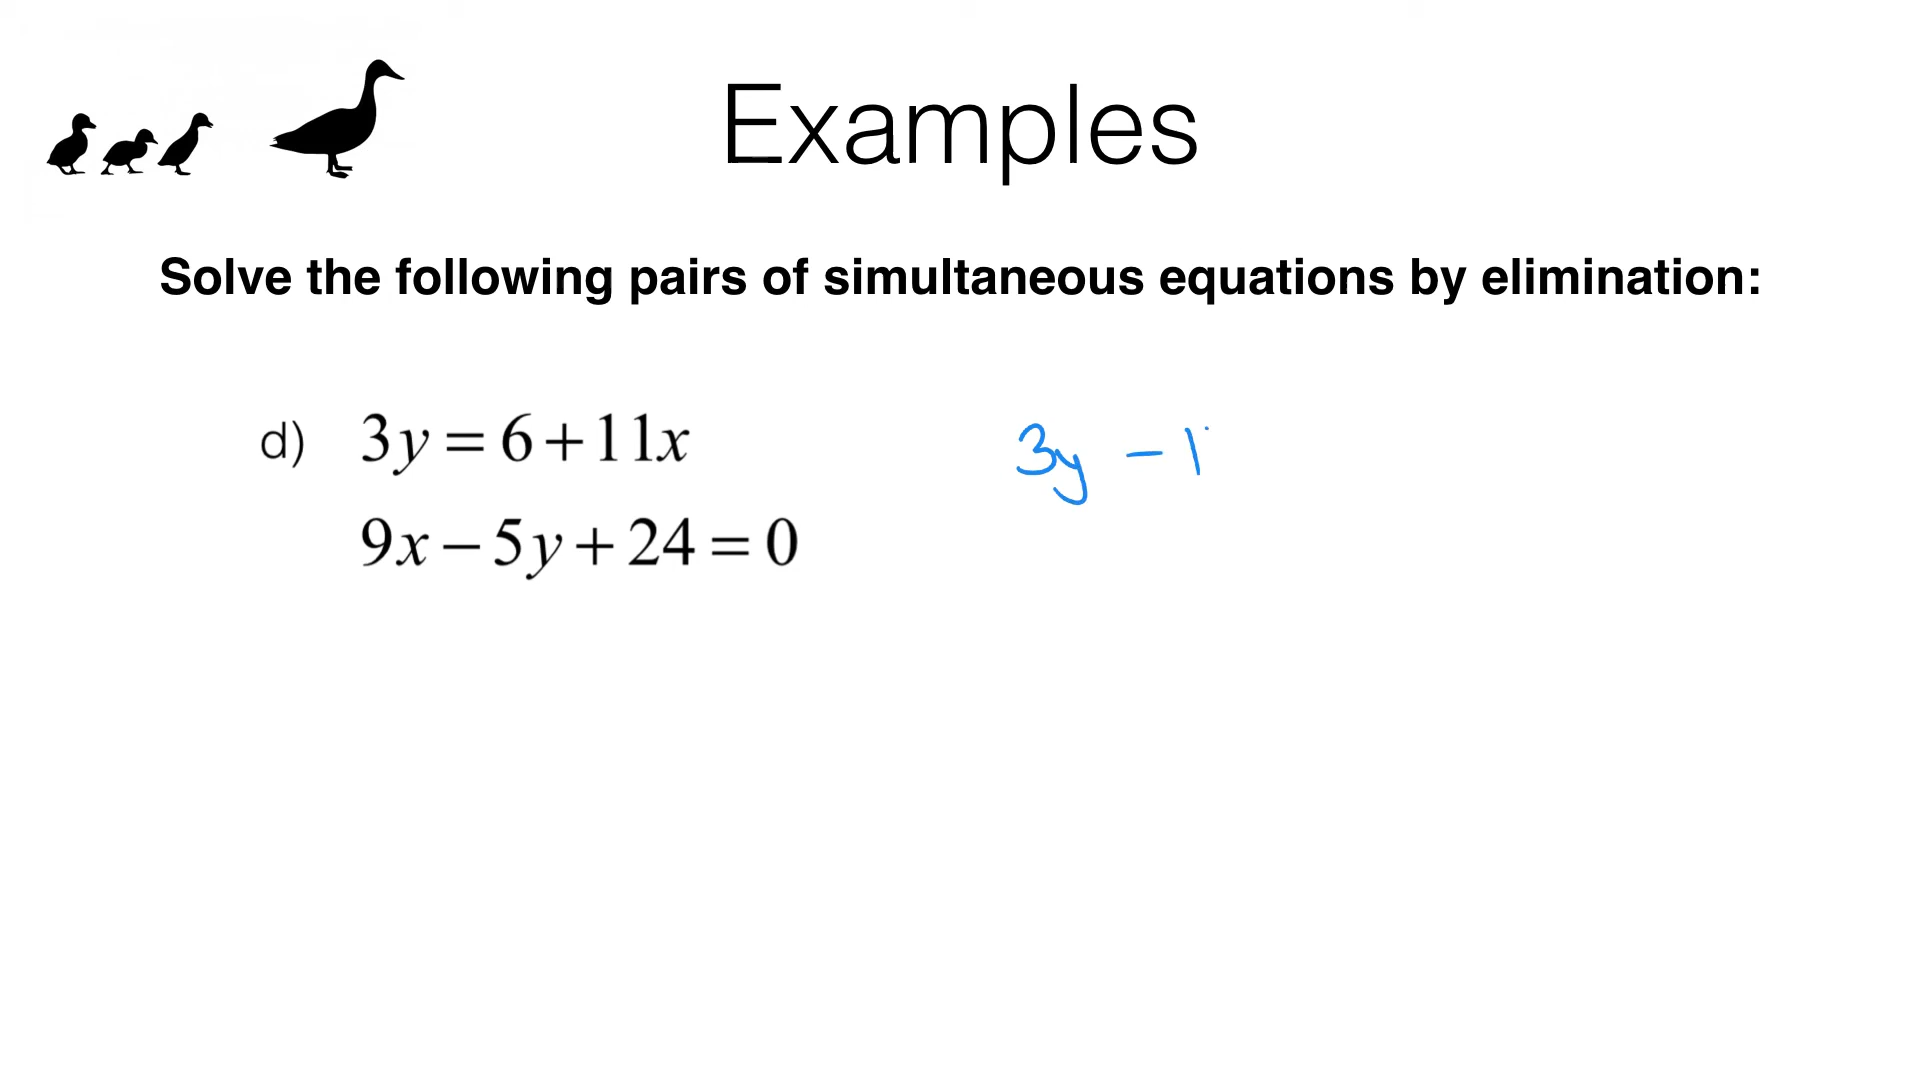 Examples
Solve the following pairs of simultaneous equations by elimination:
d) 3y = 6 + 11x
3y - 1
9x - 5y + 24 = 0